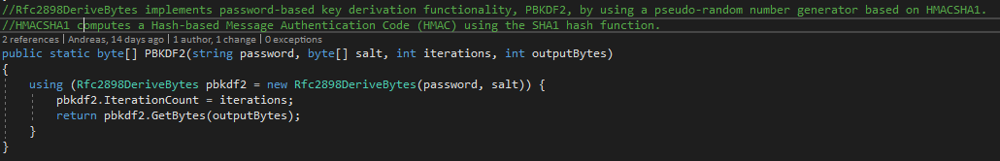 //Rfc2898DeriveBytes implements password-based key derivation functionality, PBKDF2, by using a pseudo-random number generator based on HMACSHA1.
//HMACSHA1 computes a Hash-based Message Authentication Code (HMAC) using the SHA1 hash function.
2 references | Andreas, 14 days ago | 1 author, 1 change | 0 exceptions
public static byte[] PBKDF2(string password, byte[] salt, int iterations, int outputBytes)
{
using (Rfc2898DeriveBytes pbkdf2 = new Rfc2898DeriveBytes(password, salt)) {
pbkdf2.IterationCount = iterations;
return pbkdf2.GetBytes(outputBytes);
}
}